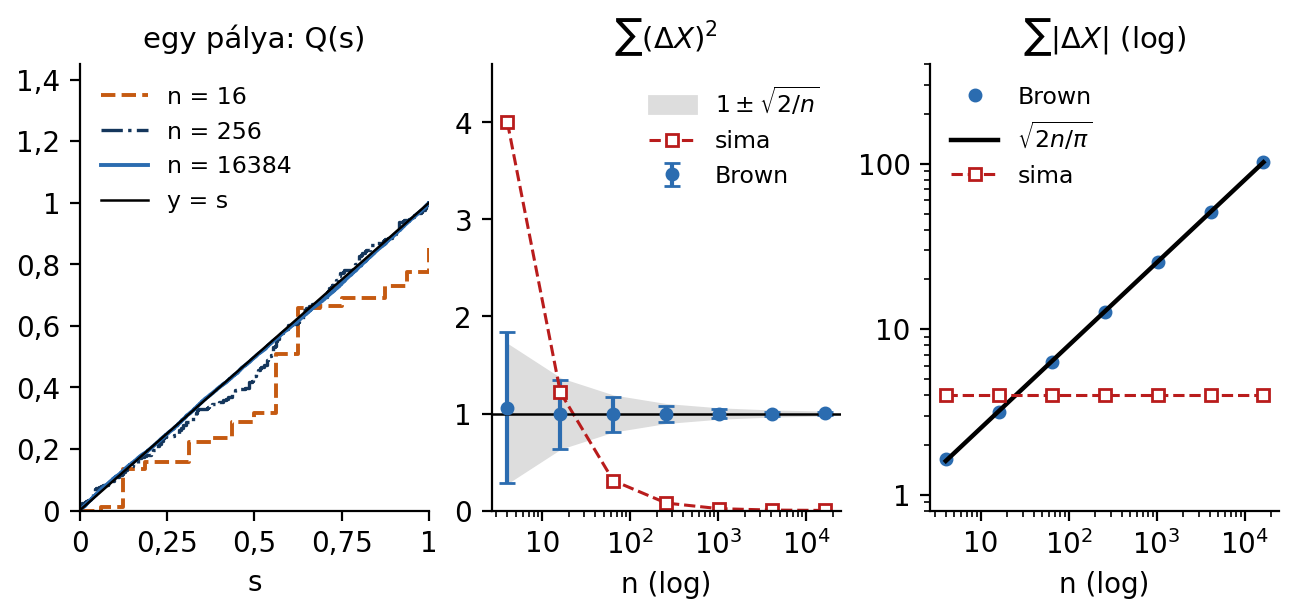 egy pálya: Q(s)
1,4
1,2
1
0,8
0,6
0,4
0,2
0
n = 16
n = 256
n = 16384
y = s
0 0,25 0,5 0,75 1
s
∑(ΔX)²
4
3
2
1
0
1 ± √2/n
sima
Brown
10 10² 10³ 10⁴
n (log)
∑|ΔX| (log)
100
10
1
Brown
√2n/π
sima
10 10² 10³ 10⁴
n (log)